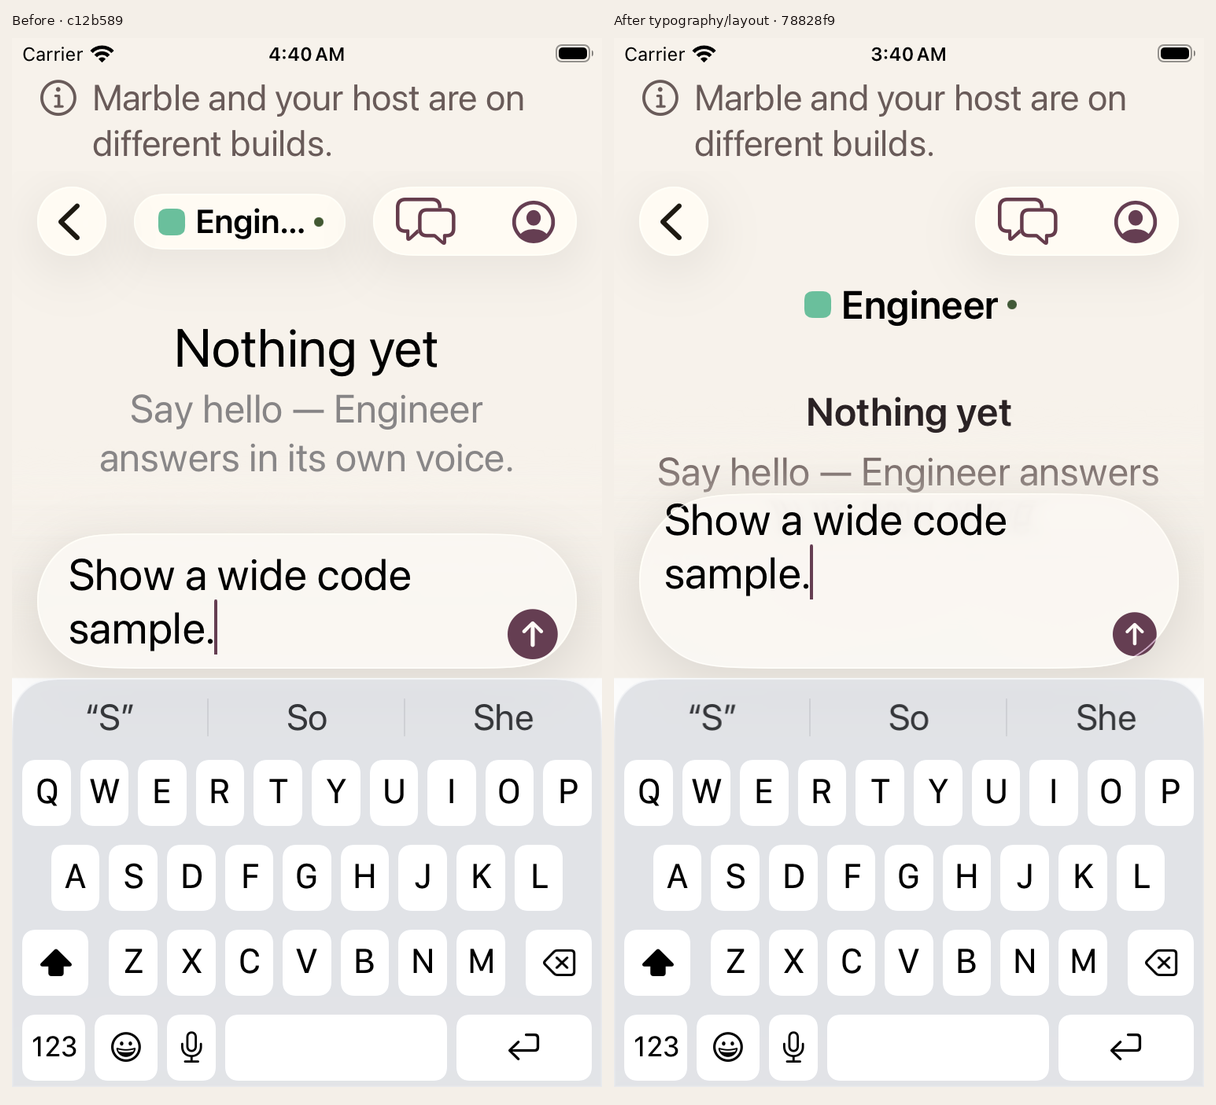 Before · c12b589
Carrier 4:40 AM
Marble and your host are on
different builds.
Engin...
Nothing yet
Say hello — Engineer
answers in its own voice.
Show a wide code
sample.
“S” So She
Q W E R T Y U I O P
A S D F G H J K L
Z X C V B N M
123
After typography/layout · 78828f9
Carrier 3:40 AM
Marble and your host are on
different builds.
Engineer
Nothing yet
Say hello — Engineer answers
Show a wide code
sample.
“S” So She
Q W E R T Y U I O P
A S D F G H J K L
Z X C V B N M
123